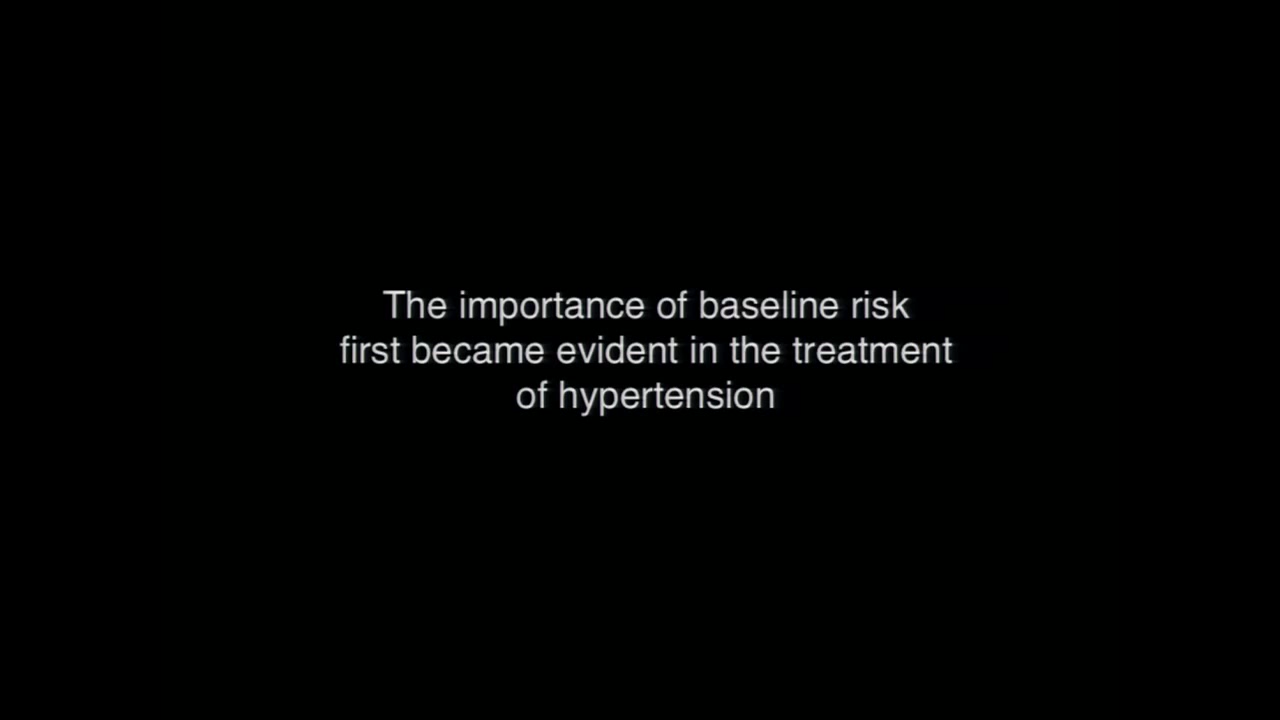 The importance of baseline risk
first became evident in the treatment
of hypertension